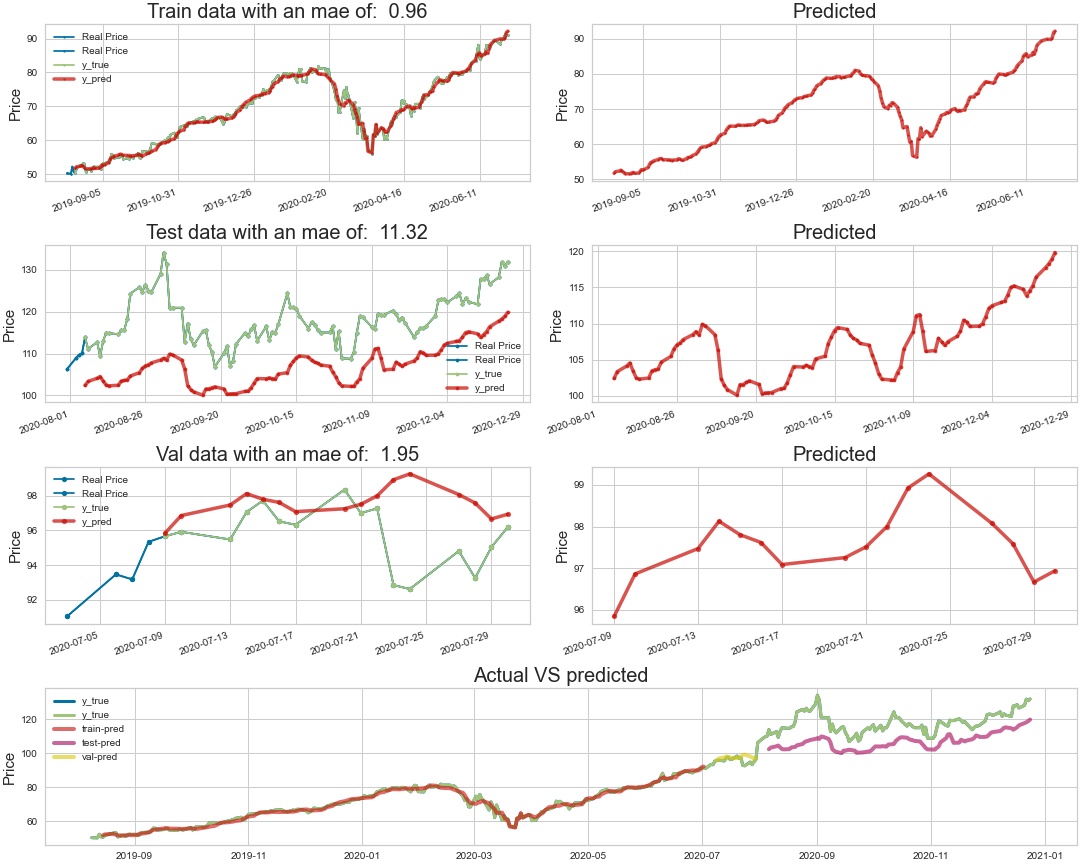 Train data with an mae of:  0.96
Predicted
Price
90
80
70
60
50
Real Price
Real Price
y_true
y_pred
2019-09-05
2019-10-31
2019-12-26
2020-02-20
2020-04-16
2020-06-11
Price
90
80
70
60
50
2019-09-05
2019-10-31
2019-12-26
2020-02-20
2020-04-16
2020-06-11
Test data with an mae of:  11.32
Predicted
Price
130
120
110
100
Real Price
Real Price
y_true
y_pred
2020-08-01
2020-08-26
2020-09-20
2020-10-15
2020-11-09
2020-12-04
2020-12-29
Price
120
115
110
105
100
2020-08-01
2020-08-26
2020-09-20
2020-10-15
2020-11-09
2020-12-04
2020-12-29
Val data with an mae of:  1.95
Predicted
Price
98
96
94
92
Real Price
Real Price
y_true
y_pred
2020-07-05
2020-07-09
2020-07-13
2020-07-17
2020-07-21
2020-07-25
2020-07-29
Price
99
98
97
96
2020-07-09
2020-07-13
2020-07-17
2020-07-21
2020-07-25
2020-07-29
Actual VS predicted
Price
120
100
80
60
y_true
y_true
train-pred
test-pred
val-pred
2019-09
2019-11
2020-01
2020-03
2020-05
2020-07
2020-09
2020-11
2021-01